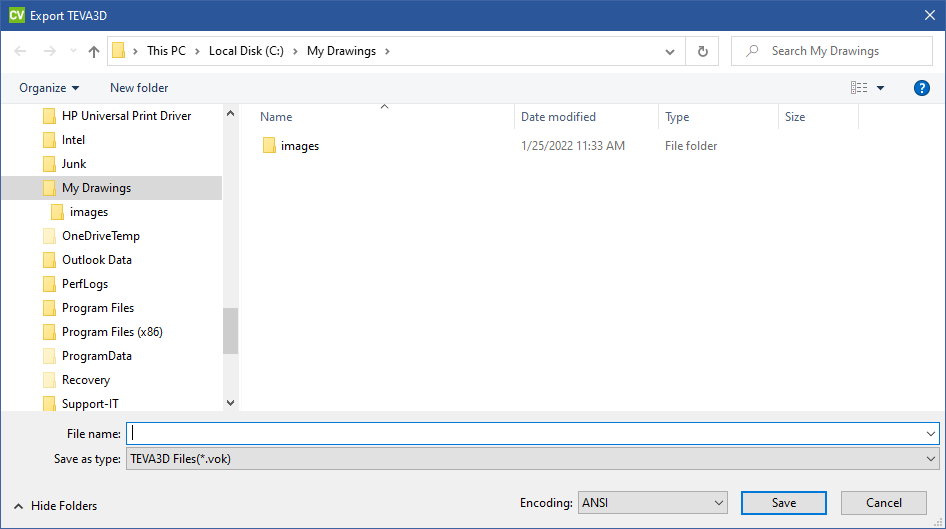 CV Export TEVA3D
This PC > Local Disk (C:) > My Drawings >
Search My Drawings
Organize
New folder
?
HP Universal Print Driver
Intel
Junk
My Drawings
images
OneDriveTemp
Outlook Data
PerfLogs
Program Files
Program Files (x86)
ProgramData
Recovery
Support-IT
Name Date modified Type Size
images 1/25/2022 11:33 AM File folder
File name:
Save as type: TEVA3D Files(*.vok)
Hide Folders
Encoding: ANSI
Save
Cancel